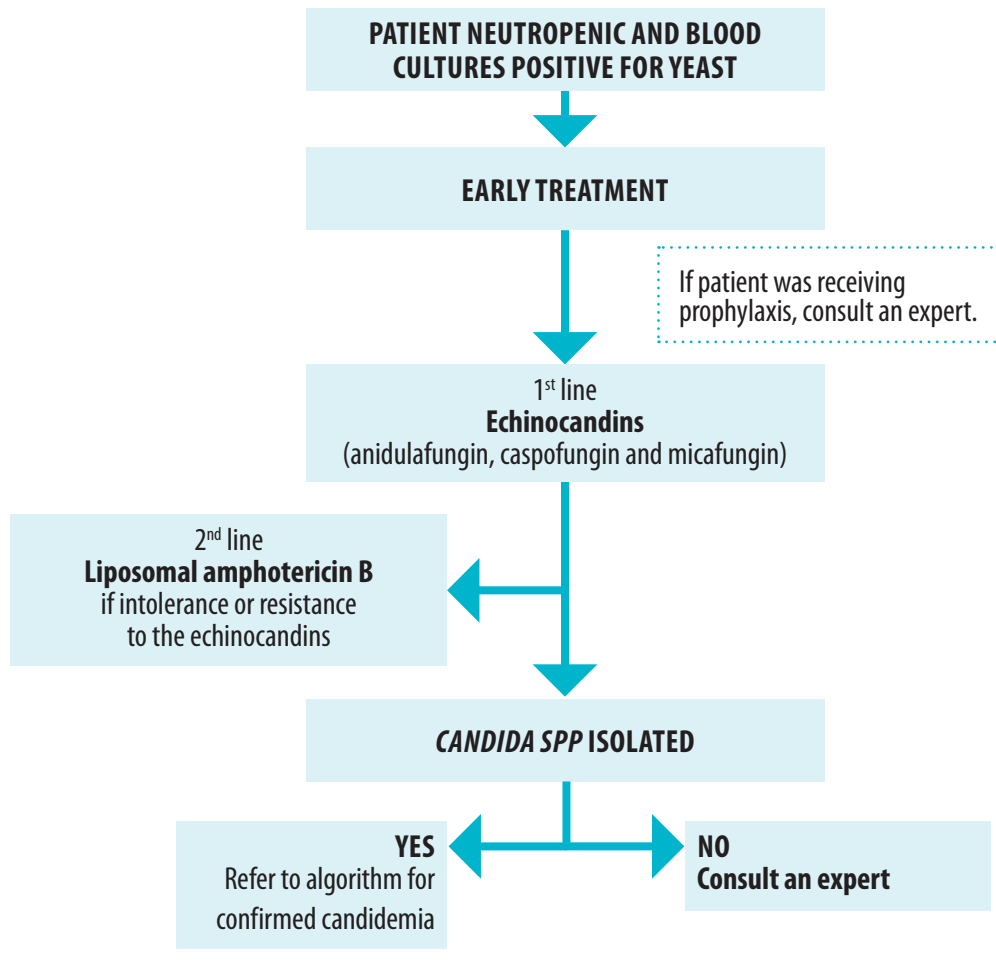 PATIENT NEUTROPENIC AND BLOOD
CULTURES POSITIVE FOR YEAST
EARLY TREATMENT
If patient was receiving
prophylaxis, consult an expert.
1st line
Echinocandins
(anidulafungin, caspofungin and micafungin)
2nd line
Liposomal amphotericin B
if intolerance or resistance
to the echinocandins
CANDIDA SPP ISOLATED
YES
Refer to algorithm for
confirmed candidemia
NO
Consult an expert